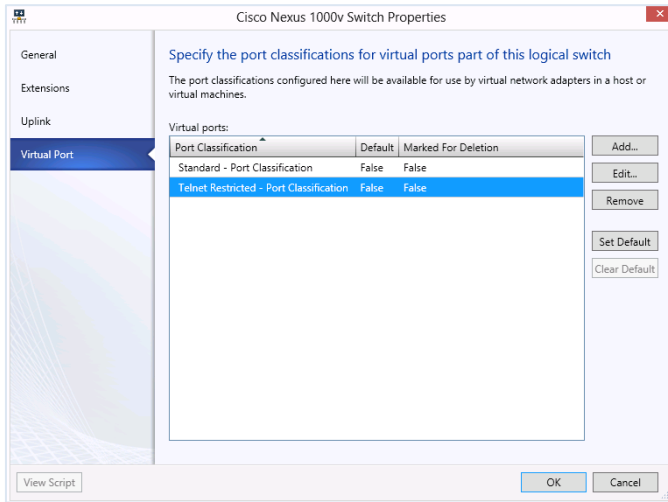 Cisco Nexus 1000v Switch Properties
General
Extensions
Uplink
Virtual Port
Specify the port classifications for virtual ports part of this logical switch
The port classifications configured here will be available for use by virtual network adapters in a host or
virtual machines.
Virtual ports:
Port Classification Default Marked For Deletion
Standard - Port Classification False False
Telnet Restricted - Port Classification False False
Add...
Edit...
Remove
Set Default
Clear Default
View Script
OK
Cancel